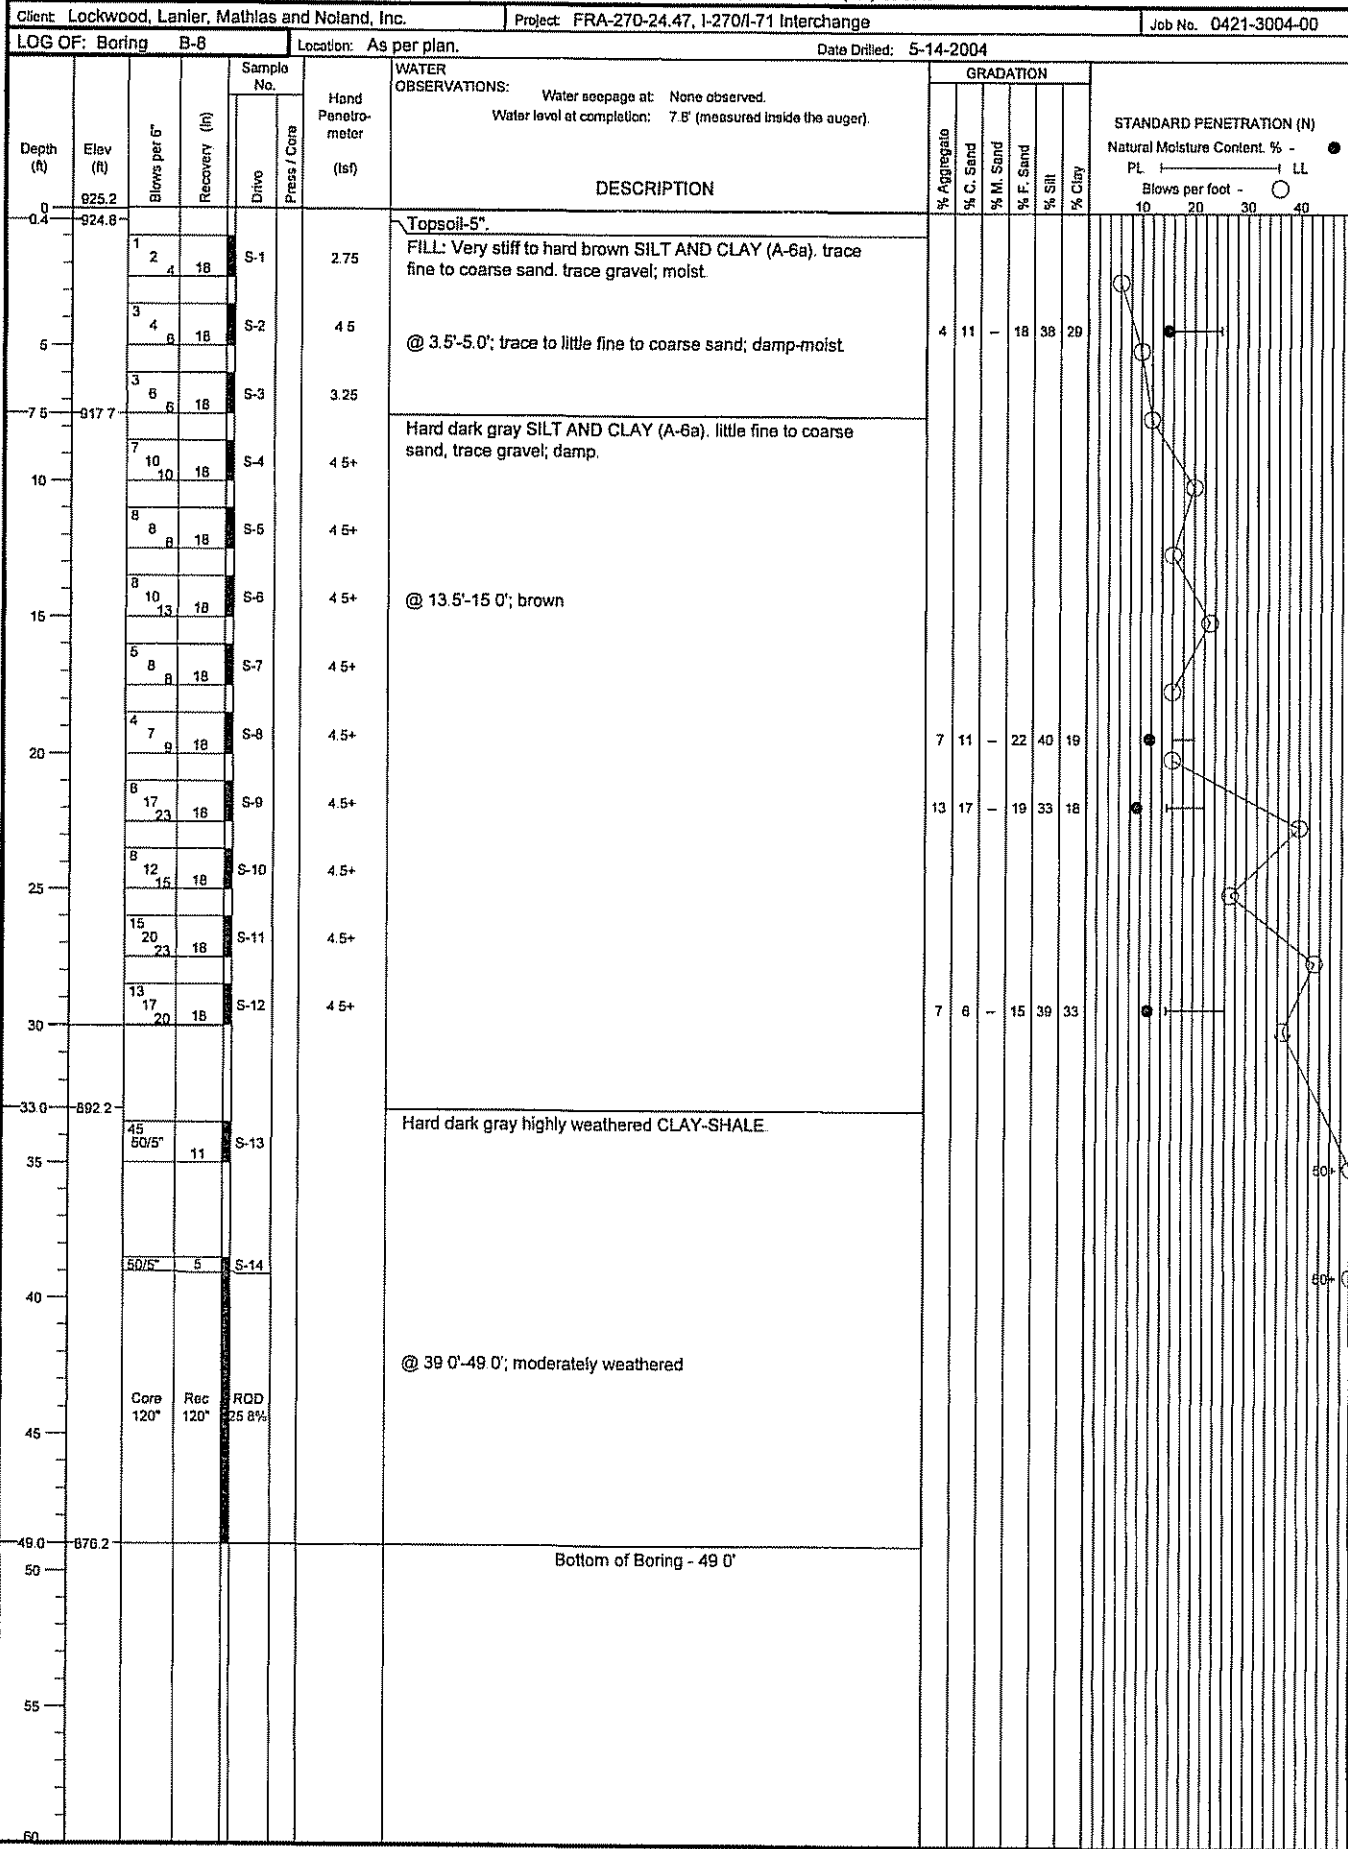 Client: Lockwood, Lanier, Mathias and Noland, Inc. Project: FRA-270-24.47, I-270/I-71 Interchange Job No. 0421-3004-00
LOG OF: Boring B-8 Location: As per plan. Date Drilled: 5-14-2004
Depth (ft)
Elev (ft)
Blows per 6"
Recovery (in)
Sample No.
Drive
Press / Core
Hand Penetro-meter (tsf)
WATER OBSERVATIONS:
Water seepage at: None observed.
Water level at completion: 7.8' (measured inside the auger).
DESCRIPTION
GRADATION
% Aggregate
% C. Sand
% M. Sand
% F. Sand
% Silt
% Clay
STANDARD PENETRATION (N)
Natural Moisture Content, % -
PL LL
Blows per foot -
10 20 30 40
0 925.2
0.4 924.8
Topsoil-5".
FILL: Very stiff to hard brown SILT AND CLAY (A-6a). trace
fine to coarse sand. trace gravel; moist.
1 2 4 18 S-1 2.75
3 4 6 18 S-2 4 5 4 11 -- 18 38 29
@ 3.5'-5.0'; trace to little fine to coarse sand; damp-moist.
5
3 6 6 18 S-3 3.25
7 5 917 7
Hard dark gray SILT AND CLAY (A-6a). little fine to coarse
sand, trace gravel; damp.
7 10 10 18 S-4 4 5+
10
8 8 8 18 S-5 4 5+
8 10 13 18 S-6 4 5+
@ 13.5'-15 0'; brown
15
5 8 8 18 S-7 4 5+
4 7 9 18 S-8 4.5+ 7 11 -- 22 40 19
20
6 17 23 18 S-9 4.5+ 13 17 -- 19 33 18
8 12 15 18 S-10 4.5+
25
15 20 23 18 S-11 4.5+
13 17 20 18 S-12 4 5+ 7 6 -- 15 39 33
30
33 0 892.2
Hard dark gray highly weathered CLAY-SHALE.
45 50/5" 11 S-13
35
50+
50/5" 5 S-14
50+
40
@ 39 0'-49 0'; moderately weathered
Core 120" Rec 120" RQD 25 8%
45
49.0 876.2
Bottom of Boring - 49 0'
50
55
60